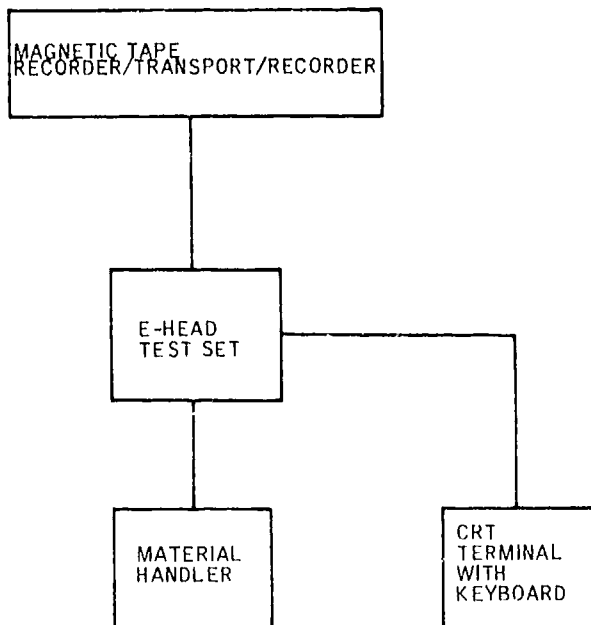 MAGNETIC TAPE
RECORDER/TRANSPORT/RECORDER
E-HEAD
TEST SET
MATERIAL
HANDLER
CRT
TERMINAL
WITH
KEYBOARD